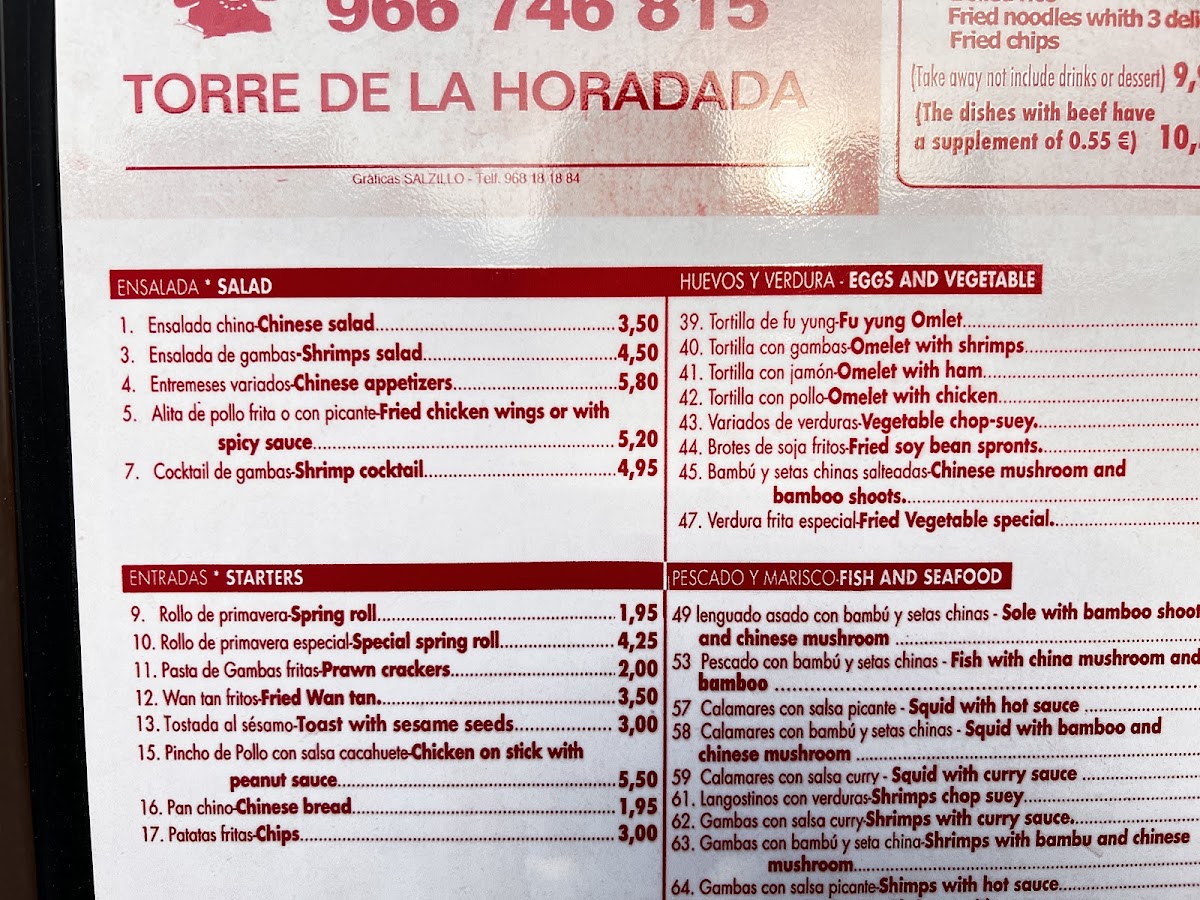 966 746 815
TORRE DE LA HORADADA
Gráficas SALZILLO - Telf. 968 18 18 84
Fried noodles whith 3 deli
Fried chips
(Take away not include drinks or dessert) 9,
(The dishes with beef have
a supplement of 0.55 €) 10,
ENSALADA * SALAD
1. Ensalada china-Chinese salad 3,50
3. Ensalada de gambas-Shrimps salad 4,50
4. Entremeses variados-Chinese appetizers 5,80
5. Alita de pollo frita o con picante-Fried chicken wings or with
spicy sauce 5,20
7. Cocktail de gambas-Shrimp cocktail 4,95
ENTRADAS * STARTERS
9. Rollo de primavera-Spring roll 1,95
10. Rollo de primavera especial-Special spring roll 4,25
11. Pasta de Gambas fritas-Prawn crackers 2,00
12. Wan tan fritos-Fried Wan tan. 3,50
13. Tostada al sésamo-Toast with sesame seeds 3,00
15. Pincho de Pollo con salsa cacahuete-Chicken on stick with
peanut sauce 5,50
16. Pan chino-Chinese bread 1,95
17. Patatas fritas-Chips 3,00
HUEVOS Y VERDURA - EGGS AND VEGETABLE
39. Tortilla de fu yung-Fu yung Omlet
40. Tortilla con gambas-Omelet with shrimps
41. Tortilla con jamón-Omelet with ham
42. Tortilla con pollo-Omelet with chicken
43. Variados de verduras-Vegetable chop-suey.
44. Brotes de soja fritos-Fried soy bean spronts.
45. Bambú y setas chinas salteadas-Chinese mushroom and
bamboo shoots.
47. Verdura frita especial-Fried Vegetable special.
PESCADO Y MARISCO-FISH AND SEAFOOD
49 lenguado asado con bambú y setas chinas - Sole with bamboo shoot
and chinese mushroom
53 Pescado con bambú y setas chinas - Fish with china mushroom and
bamboo
57 Calamares con salsa picante - Squid with hot sauce
58 Calamares con bambú y setas chinas - Squid with bamboo and
chinese mushroom
59 Calamares con salsa curry - Squid with curry sauce
61. Langostinos con verduras-Shrimps chop suey
62. Gambas con salsa curry-Shrimps with curry sauce.
63. Gambas con bambú y seta china-Shrimps with bambu and chinese
mushroom
64. Gambas con salsa picante-Shimps with hot sauce